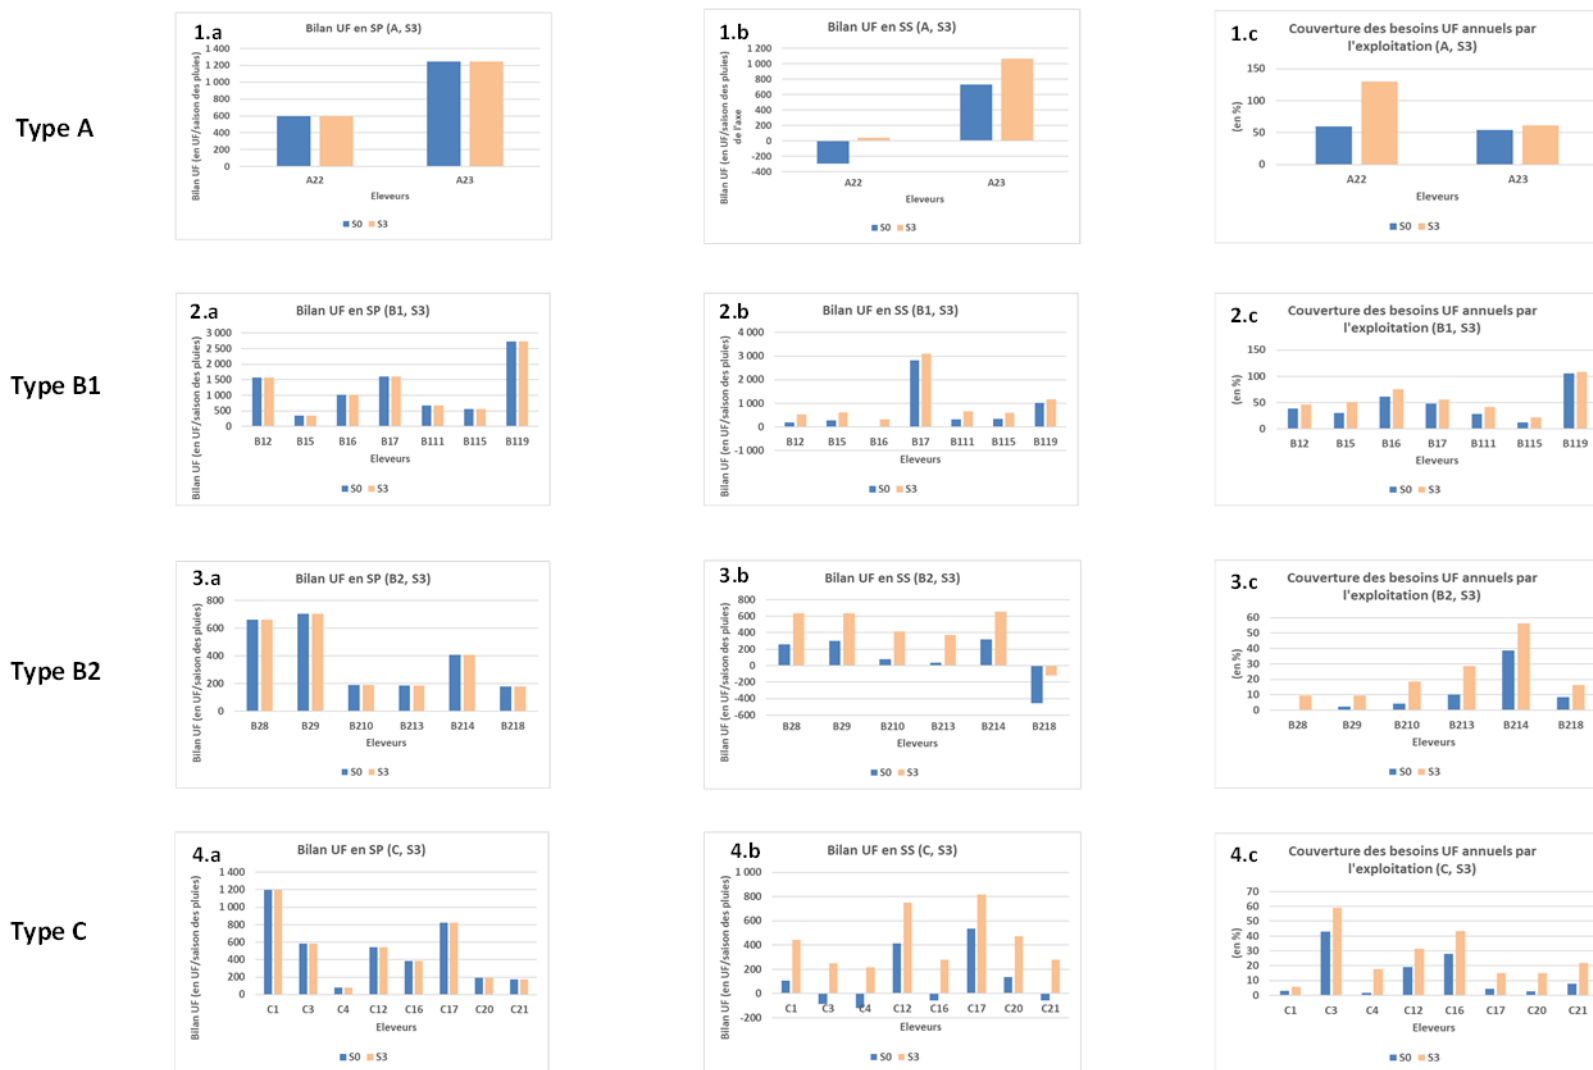 Type A
1.a
Bilan UF en SP (A, S3)
Bilan UF (en UF/saison des pluies)
1 400
1 200
1 000
800
600
400
200
0
A22 A23
Eleveurs
S0 S3
1.b
Bilan UF en SS (A, S3)
Bilan UF (en UF/saison des pluies)
de l'axe
1 200
1 000
800
600
400
200
0
-200
-400
A22 A23
Eleveurs
S0 S3
1.c
Couverture des besoins UF annuels par
l'exploitation (A, S3)
(en %)
150
100
50
0
A22 A23
Eleveurs
S0 S3
Type B1
2.a
Bilan UF en SP (B1, S3)
Bilan UF (en UF/saison des pluies)
3 000
2 500
2 000
1 500
1 000
500
0
B12 B15 B16 B17 B111 B115 B119
Eleveurs
S0 S3
2.b
Bilan UF en SS (B1, S3)
Bilan UF (en UF/saison des pluies)
4 000
3 000
2 000
1 000
0
-1 000
B12 B15 B16 B17 B111 B115 B119
Eleveurs
S0 S3
2.c
Couverture des besoins UF annuels par
l'exploitation (B1, S3)
(en %)
150
100
50
0
B12 B15 B16 B17 B111 B115 B119
Eleveurs
S0 S3
Type B2
3.a
Bilan UF en SP (B2, S3)
Bilan UF (en UF/saison des pluies)
800
600
400
200
0
B28 B29 B210 B213 B214 B218
Eleveurs
S0 S3
3.b
Bilan UF en SS (B2, S3)
Bilan UF (en UF/saison des pluies)
800
600
400
200
0
-200
-400
-600
B28 B29 B210 B213 B214 B218
Eleveurs
S0 S3
3.c
Couverture des besoins UF annuels par
l'exploitation (B2, S3)
(en %)
60
50
40
30
20
10
0
B28 B29 B210 B213 B214 B218
Eleveurs
S0 S3
Type C
4.a
Bilan UF en SP (C, S3)
Bilan UF (en UF/saison des pluies)
1 400
1 200
1 000
800
600
400
200
0
C1 C3 C4 C12 C16 C17 C20 C21
Eleveurs
S0 S3
4.b
Bilan UF en SS (C, S3)
Bilan UF (en UF/saison des pluies)
1 000
800
600
400
200
0
-200
C1 C3 C4 C12 C16 C17 C20 C21
Eleveurs
S0 S3
4.c
Couverture des besoins UF annuels par
l'exploitation (C, S3)
(en %)
70
60
50
40
30
20
10
0
C1 C3 C4 C12 C16 C17 C20 C21
Eleveurs
S0 S3